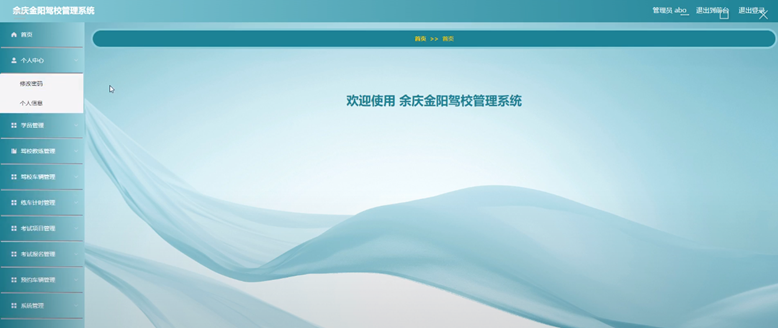 余庆金阳驾校管理系统
管理员 abo 退出到前台 退出登录
首页
首页 >> 首页
个人中心
修改密码
欢迎使用 余庆金阳驾校管理系统
个人信息
学员管理
驾校教练管理
驾校车辆管理
练车计时管理
考试项目管理
考试报名管理
预约车辆管理
系统管理